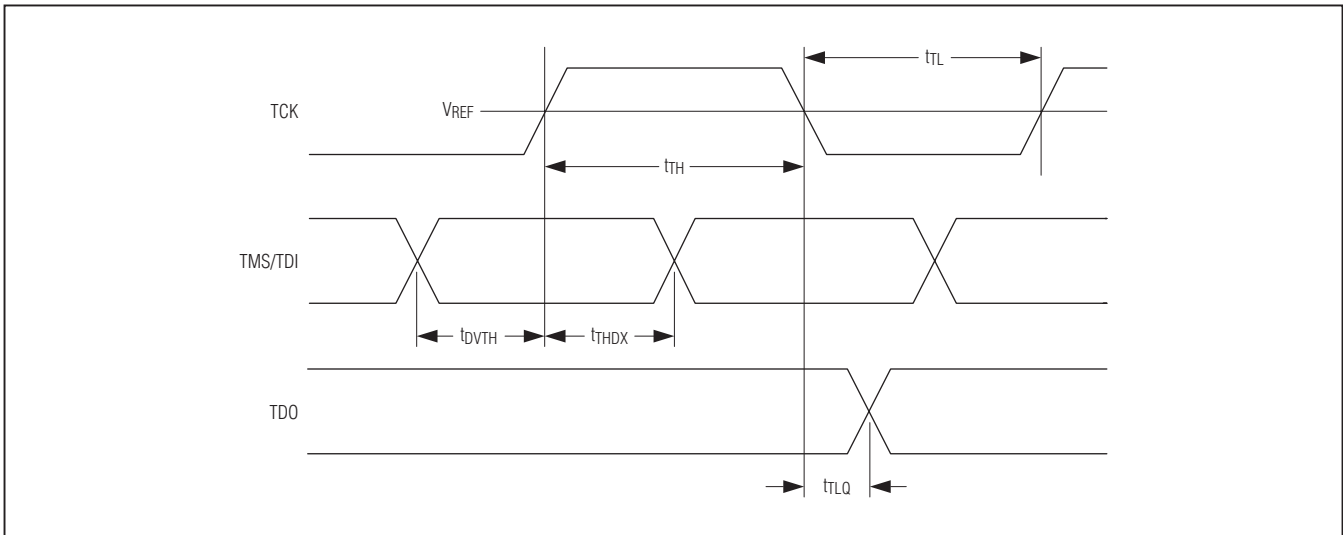 tTL
TCK
VREF
tTH
TMS/TDI
tDVTH
tTHDX
TDO
tTLQ